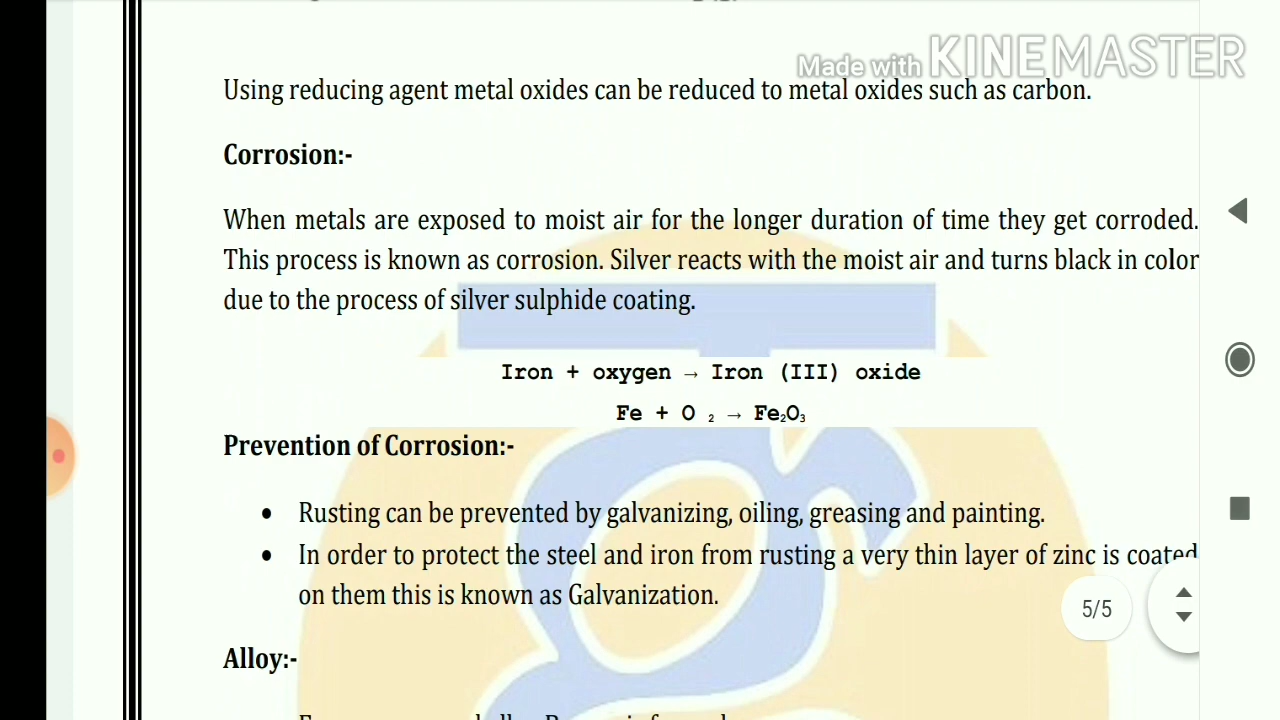 Made with KINEMASTER
Using reducing agent metal oxides can be reduced to metal oxides such as carbon.
Corrosion:-
When metals are exposed to moist air for the longer duration of time they get corroded.
This process is known as corrosion. Silver reacts with the moist air and turns black in color
due to the process of silver sulphide coating.
Iron + oxygen → Iron (III) oxide
Fe + O ₂ → Fe₂O₃
Prevention of Corrosion:-
• Rusting can be prevented by galvanizing, oiling, greasing and painting.
• In order to protect the steel and iron from rusting a very thin layer of zinc is coated
on them this is known as Galvanization.
5/5
Alloy:-